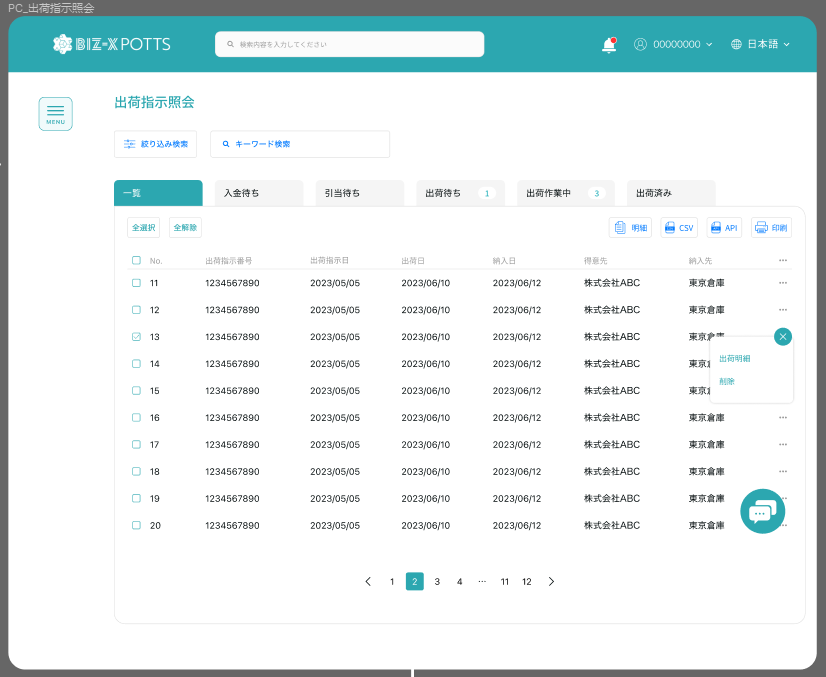 PC_出荷指示照会
BIZ-X POTTS
検索内容を入力してください
00000000
日本語
MENU
出荷指示照会
絞り込み検索
キーワード検索
一覧 入金待ち 引当待ち 出荷待ち 1 出荷作業中 3 出荷済み
全選択 全解除 明細 CSV API 印刷
No. 出荷指示番号 出荷指示日 出荷日 納入日 得意先 納入先 …
11 1234567890 2023/05/05 2023/06/10 2023/06/12 株式会社ABC 東京倉庫 …
12 1234567890 2023/05/05 2023/06/10 2023/06/12 株式会社ABC 東京倉庫 …
13 1234567890 2023/05/05 2023/06/10 2023/06/12 株式会社ABC 東京倉庫
出荷明細
削除
14 1234567890 2023/05/05 2023/06/10 2023/06/12 株式会社ABC 東京
15 1234567890 2023/05/05 2023/06/10 2023/06/12 株式会社ABC 東京
16 1234567890 2023/05/05 2023/06/10 2023/06/12 株式会社ABC 東京倉庫 …
17 1234567890 2023/05/05 2023/06/10 2023/06/12 株式会社ABC 東京倉庫 …
18 1234567890 2023/05/05 2023/06/10 2023/06/12 株式会社ABC 東京倉庫 …
19 1234567890 2023/05/05 2023/06/10 2023/06/12 株式会社ABC 東京倉庫
20 1234567890 2023/05/05 2023/06/10 2023/06/12 株式会社ABC 東京倉庫
1 2 3 4 … 11 12